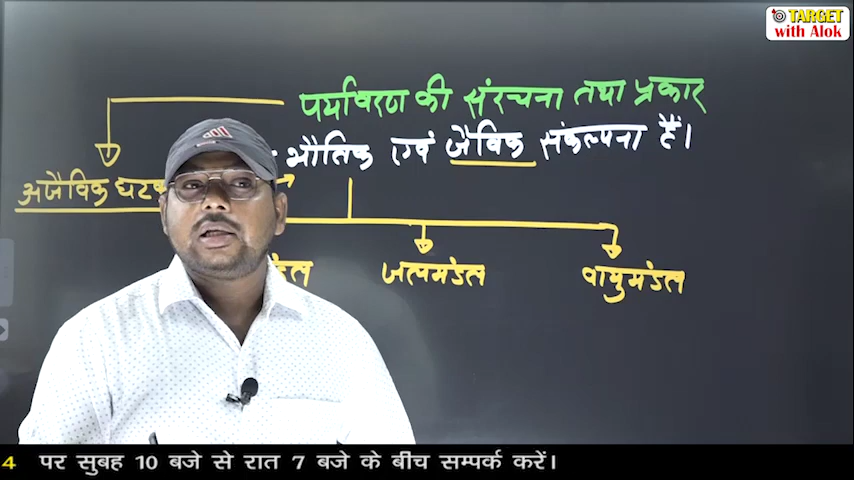 TARGET
with Alok
पर्यावरण की संरचना तथा प्रकार
भौतिक एवं जैविक संकल्पना हैं।
अजैविक घटक
जलमंडल
वायुमंडल
4 पर सुबह 10 बजे से रात 7 बजे के बीच सम्पर्क करें।